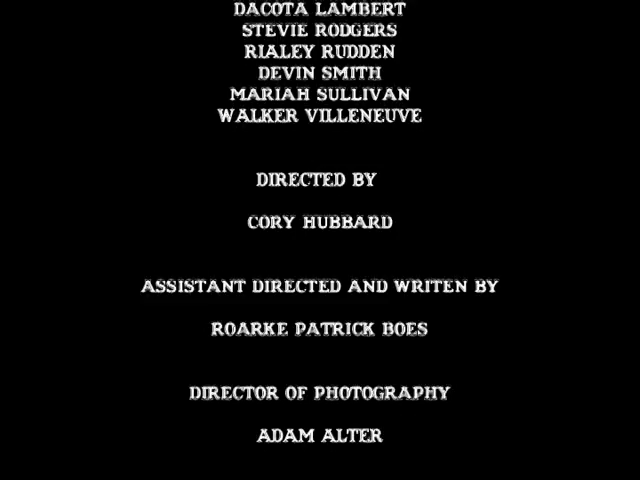 DACOTA LAMBERT
STEVIE RODGERS
RIALEY RUDDEN
DEVIN SMITH
MARIAH SULLIVAN
WALKER VILLENEUVE
DIRECTED BY
CORY HUBBARD
ASSISTANT DIRECTED AND WRITEN BY
ROARKE PATRICK BOES
DIRECTOR OF PHOTOGRAPHY
ADAM ALTER